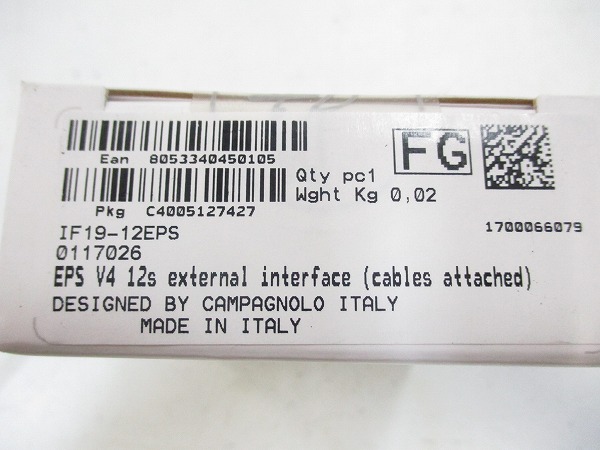 Ean 8053340450105
FG
Qty pc1
Wght Kg 0,02
Pkg C4005127427
1700066079
IF19-12EPS
0117026
EPS V4 12s external interface (cables attached)
DESIGNED BY CAMPAGNOLO ITALY
MADE IN ITALY